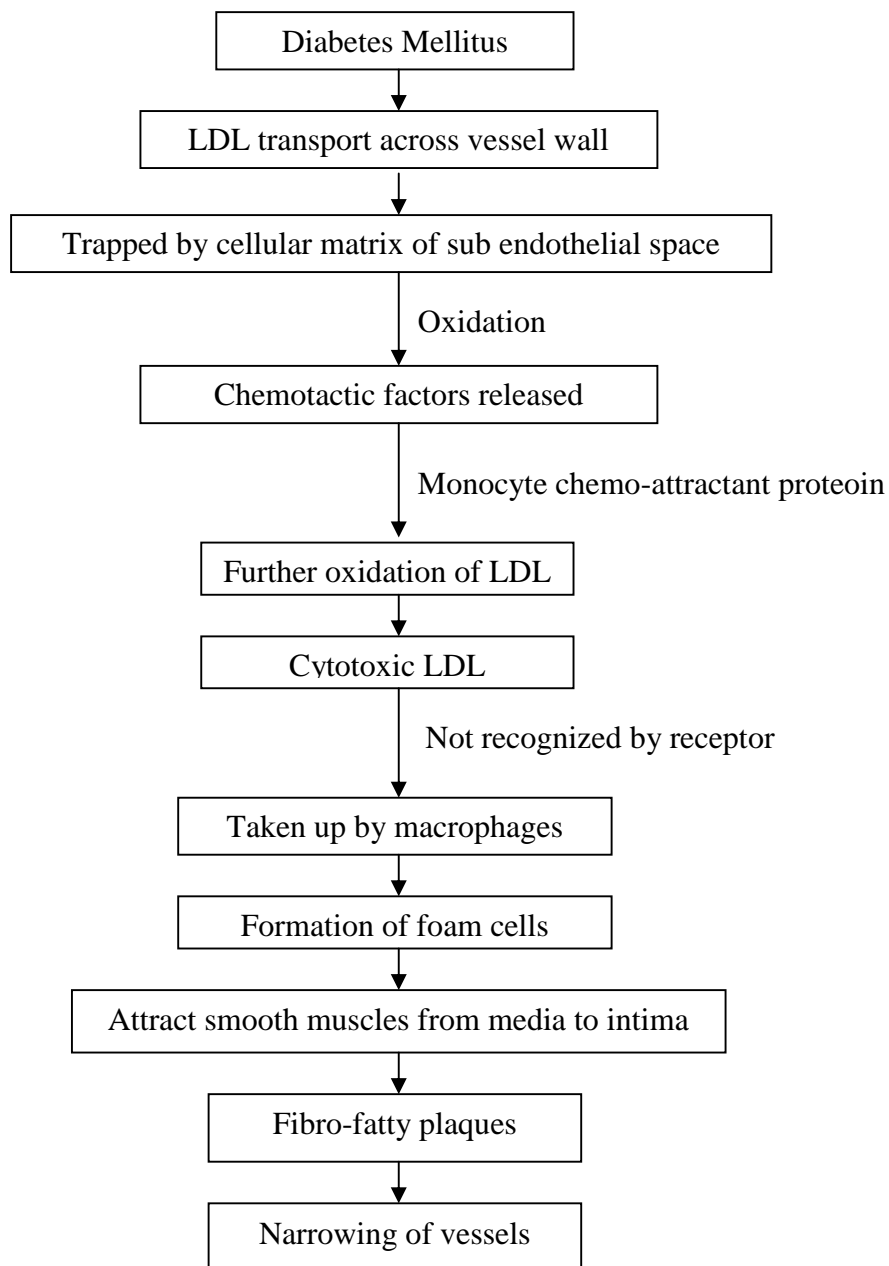 Diabetes Mellitus
LDL transport across vessel wall
Trapped by cellular matrix of sub endothelial space
Oxidation
Chemotactic factors released
Monocyte chemo-attractant proteoin
Further oxidation of LDL
Cytotoxic LDL
Not recognized by receptor
Taken up by macrophages
Formation of foam cells
Attract smooth muscles from media to intima
Fibro-fatty plaques
Narrowing of vessels